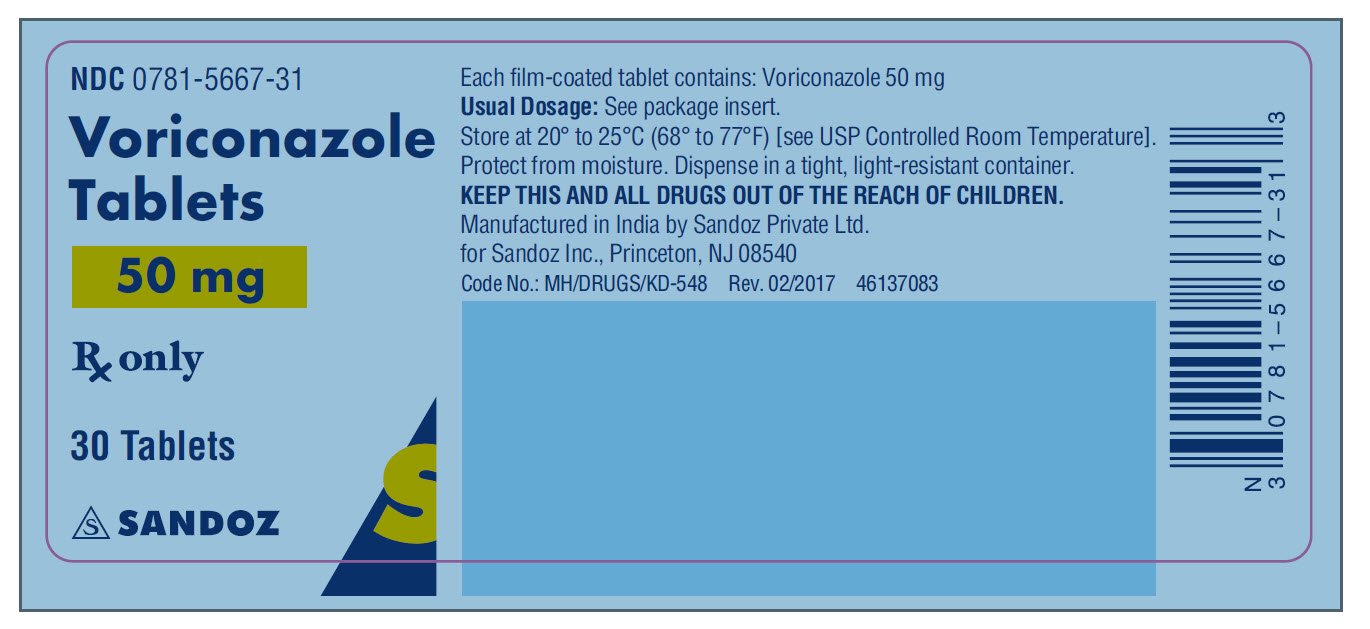 NDC 0781-5667-31
Voriconazole
Tablets
50 mg
Rx only
30 Tablets
S SANDOZ
S
Each film-coated tablet contains: Voriconazole 50 mg
Usual Dosage: See package insert.
Store at 20° to 25°C (68° to 77°F) [see USP Controlled Room Temperature].
Protect from moisture. Dispense in a tight, light-resistant container.
KEEP THIS AND ALL DRUGS OUT OF THE REACH OF CHILDREN.
Manufactured in India by Sandoz Private Ltd.
for Sandoz Inc., Princeton, NJ 08540
Code No.: MH/DRUGS/KD-548 Rev. 02/2017 46137083
N
3 0781-5667-31 3